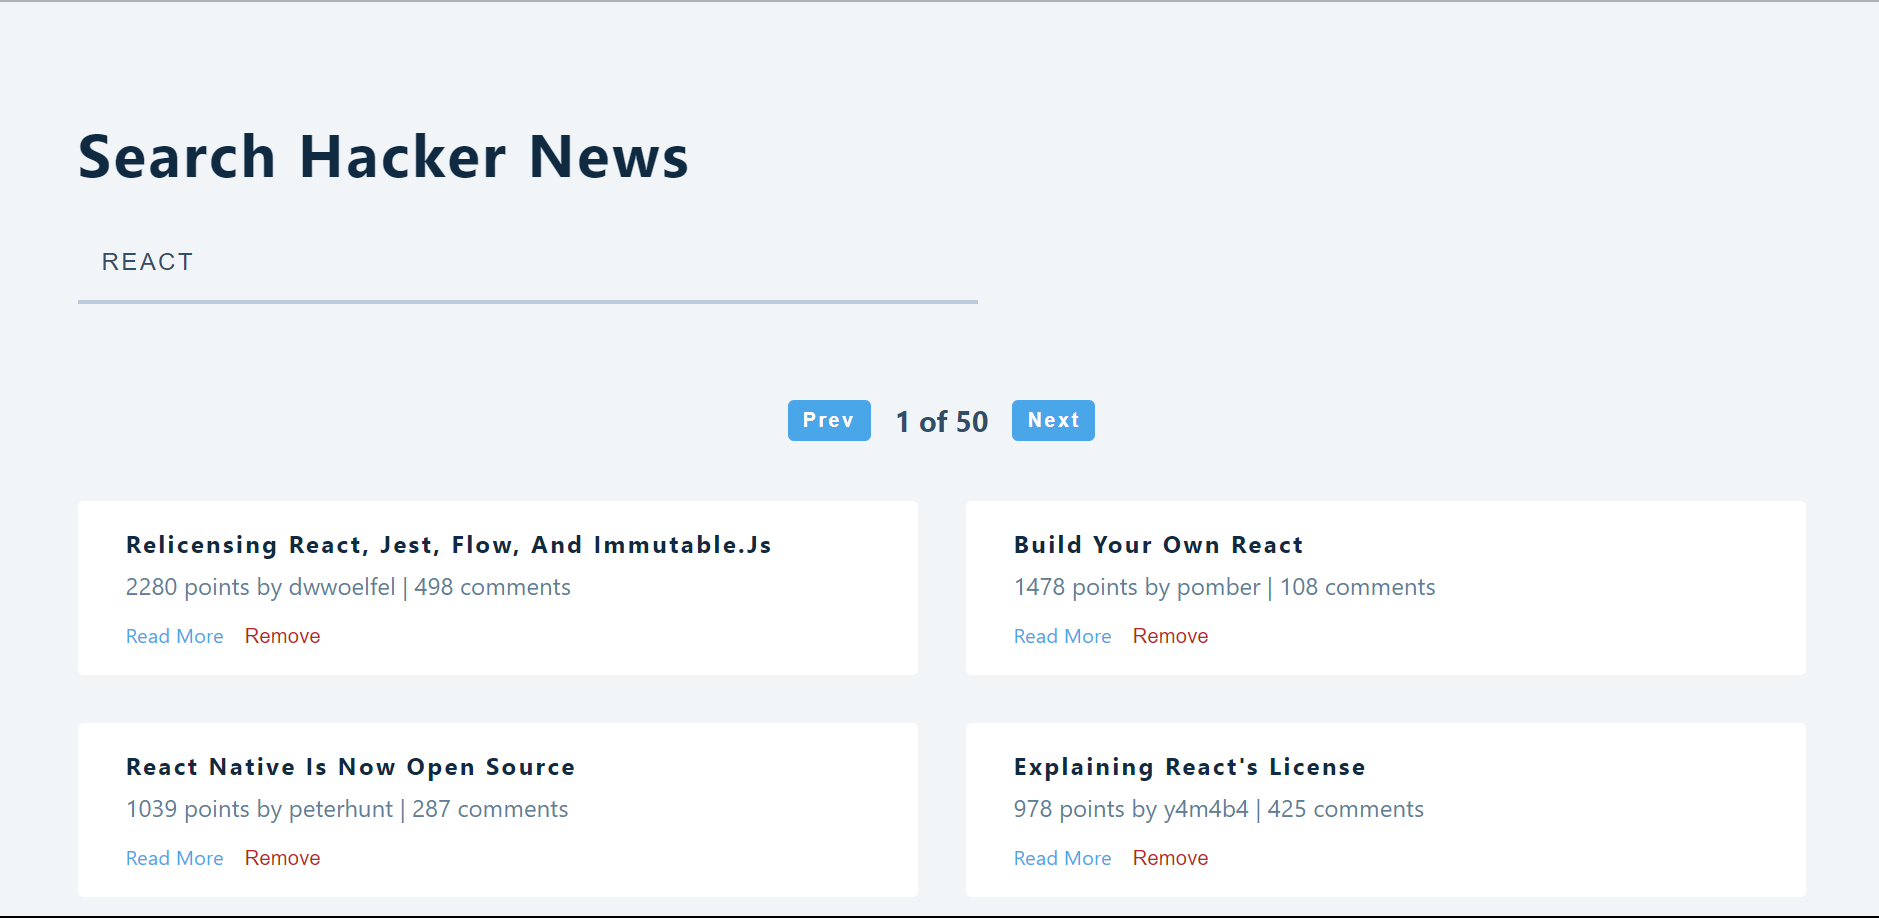 Search Hacker News
REACT
Prev 1 of 50 Next
Relicensing React, Jest, Flow, And Immutable.Js
2280 points by dwwoelfel | 498 comments
Read More Remove
Build Your Own React
1478 points by pomber | 108 comments
Read More Remove
React Native Is Now Open Source
1039 points by peterhunt | 287 comments
Read More Remove
Explaining React's License
978 points by y4m4b4 | 425 comments
Read More Remove